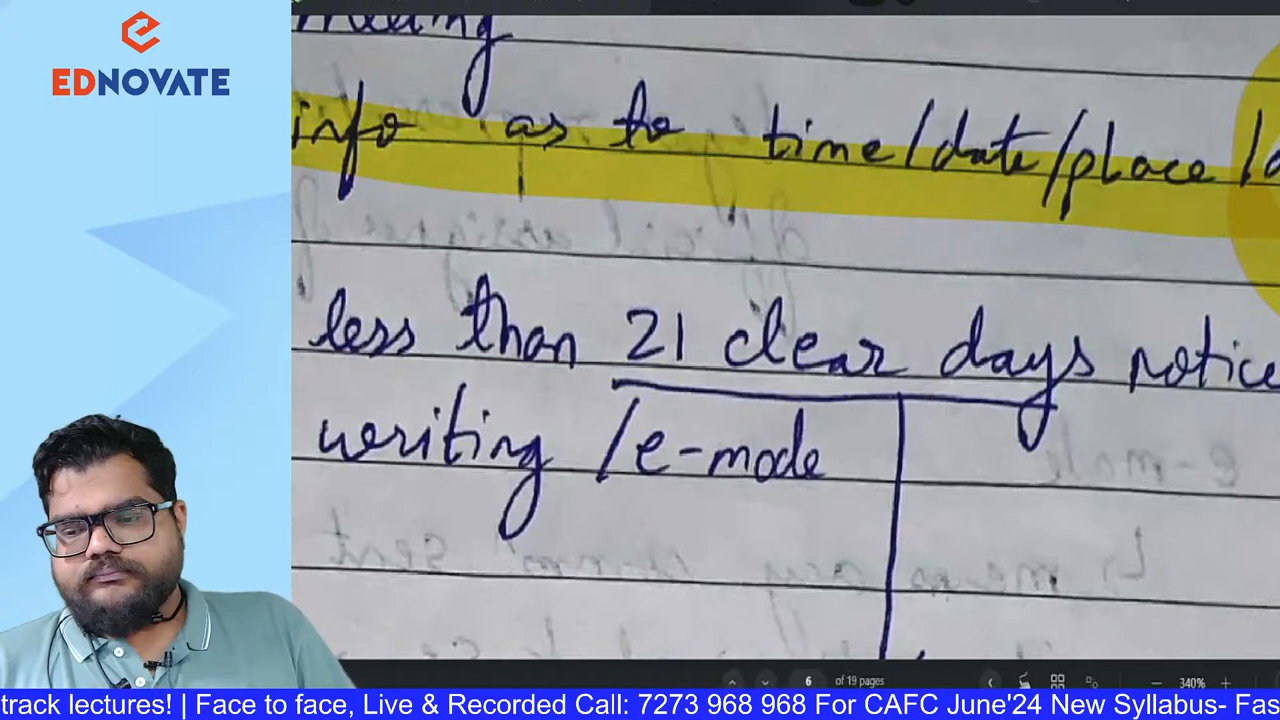 EDNOVATE
meeting
info as to time/date/place/
less than 21 clear days notice
writing /e-mode
6 of 19 pages
340%
track lectures! | Face to face, Live & Recorded Call: 7273 968 968 For CAFC June'24 New Syllabus- Fas